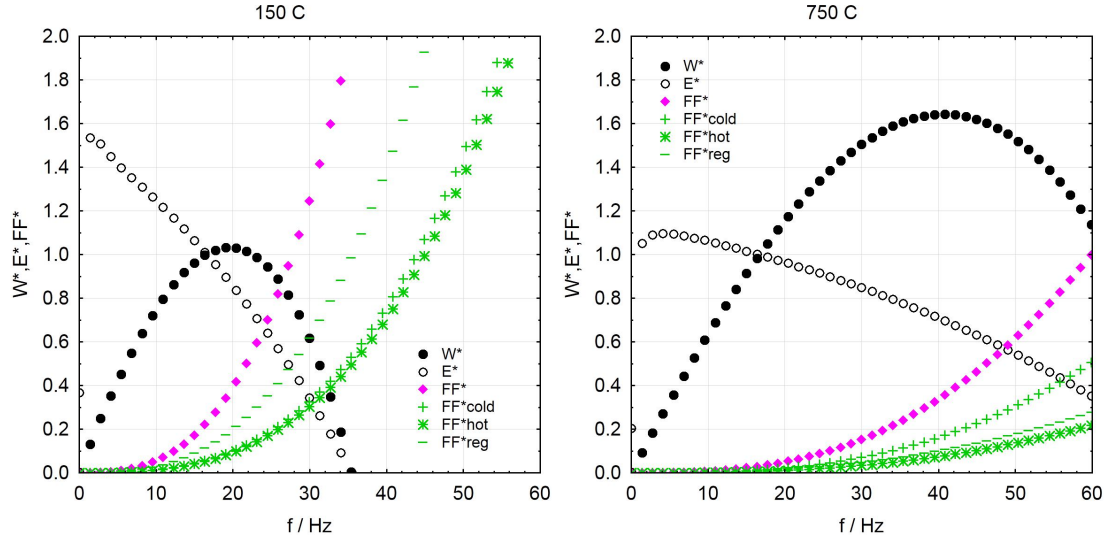 150 C
750 C
2.0
1.8
1.6
1.4
1.2
1.0
0.8
0.6
0.4
0.2
0.0
W*,E*,FF*
W*
E*
FF*
FF*cold
FF*hot
FF*reg
0 10 20 30 40 50 60
f / Hz
2.0
1.8
1.6
1.4
1.2
1.0
0.8
0.6
0.4
0.2
0.0
W*,E*,FF*
W*
E*
FF*
FF*cold
FF*hot
FF*reg
0 10 20 30 40 50 60
f / Hz